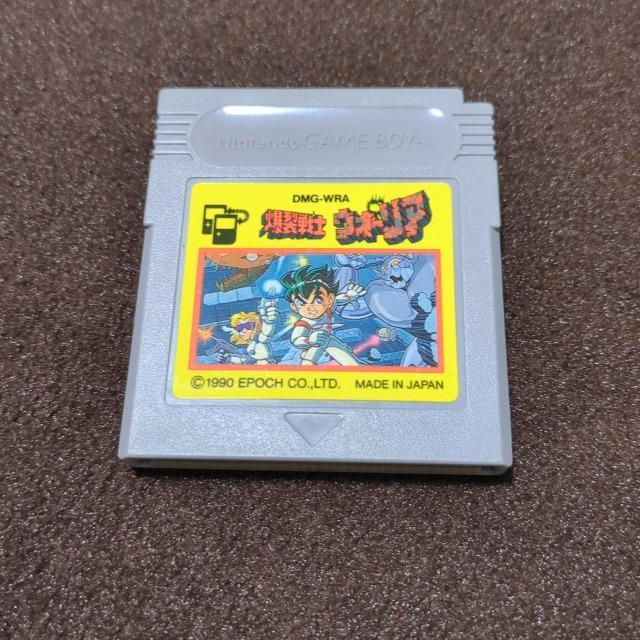 Nintendo GAME BOY
DMG-WRA
爆裂戦士 ウォーリア
©1990 EPOCH CO.,LTD. MADE IN JAPAN